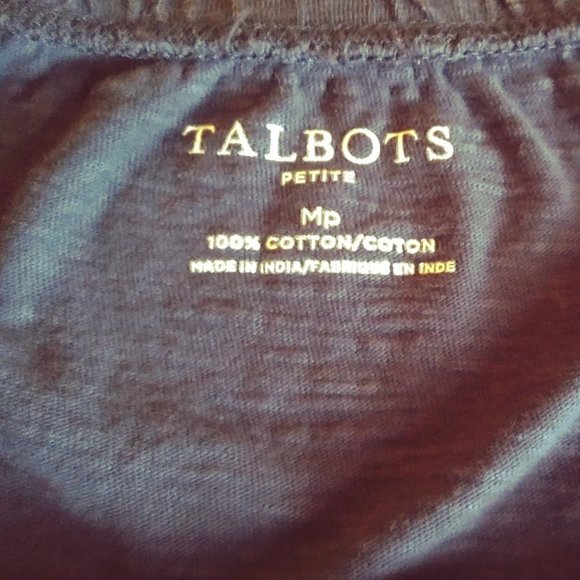 TALBOTS
PETITE
Mp
100% COTTON/COTON
MADE IN INDIA/FABRIQUE EN INDE